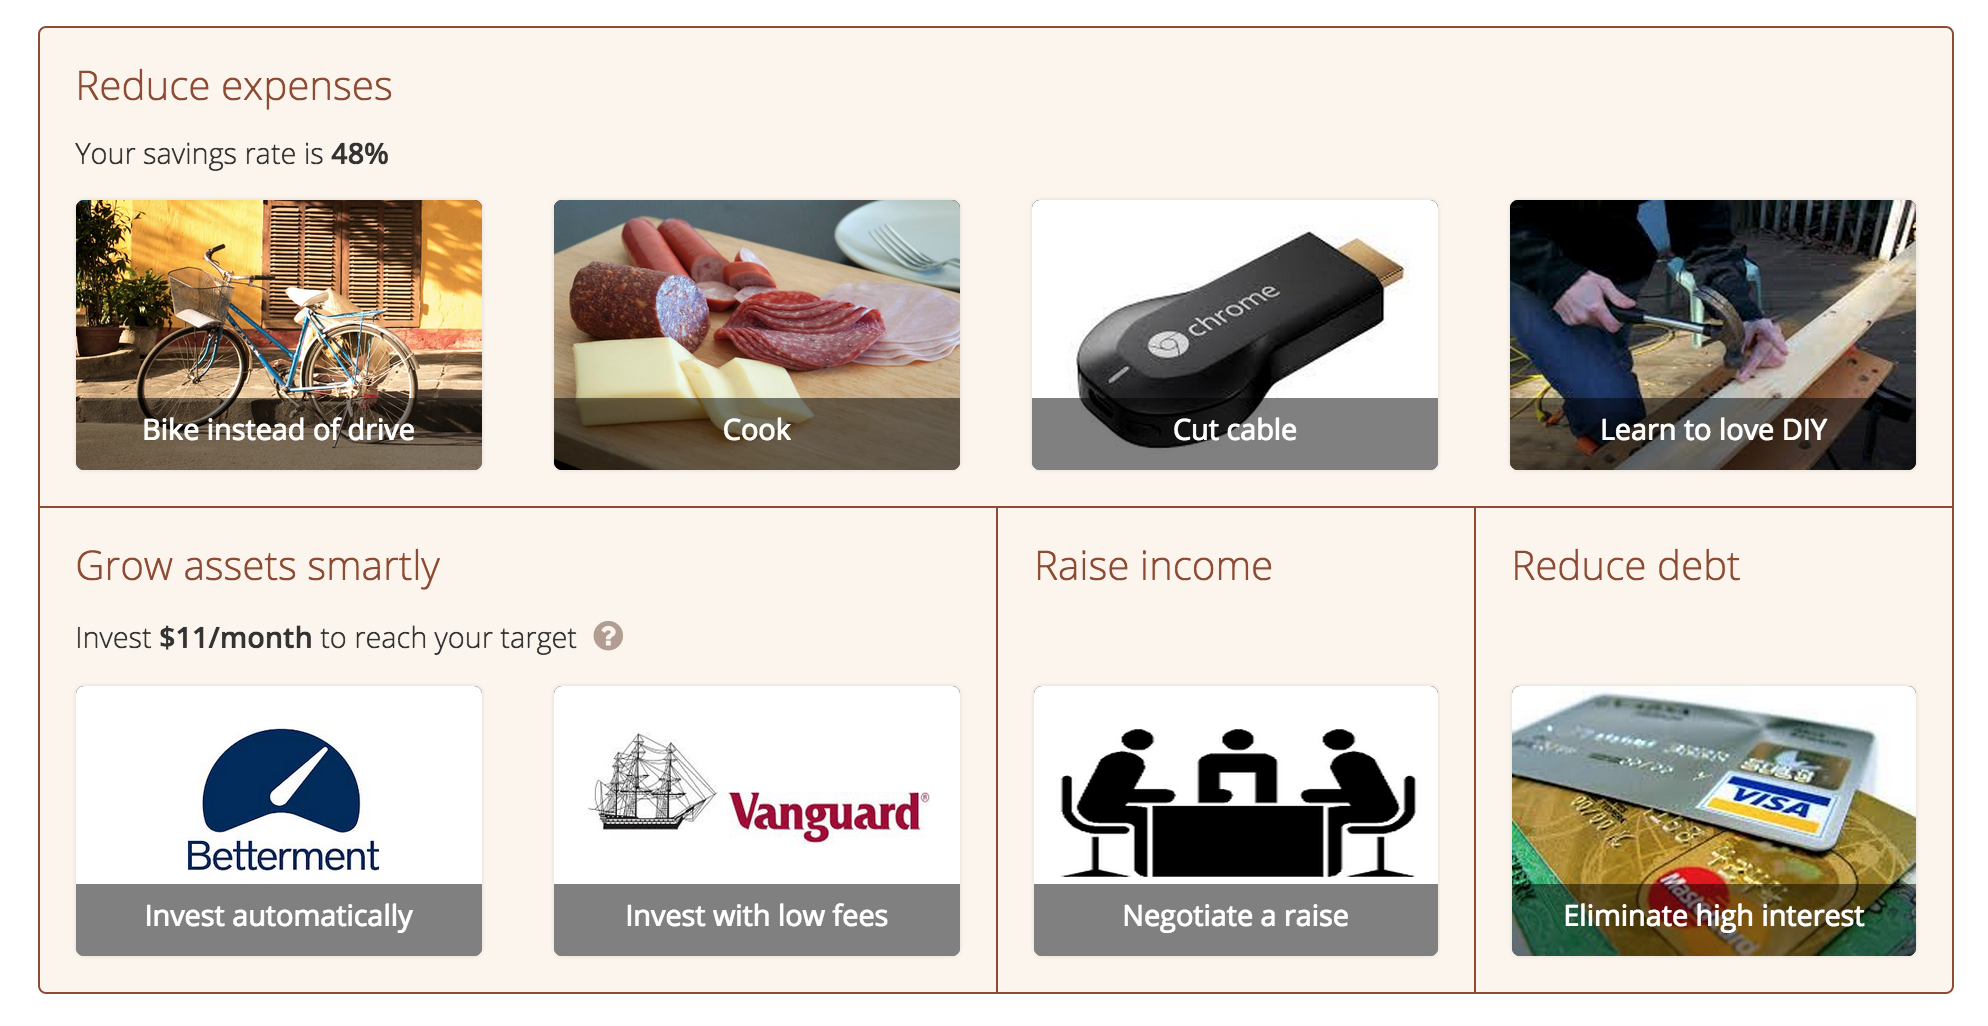 Reduce expenses
Your savings rate is 48%
chrome
Bike instead of drive
Cook
Cut cable
Learn to love DIY
Grow assets smartly
Raise income
Reduce debt
Invest $11/month to reach your target ?
Betterment
Vanguard®
VISA
MasterCard
Invest automatically
Invest with low fees
Negotiate a raise
Eliminate high interest